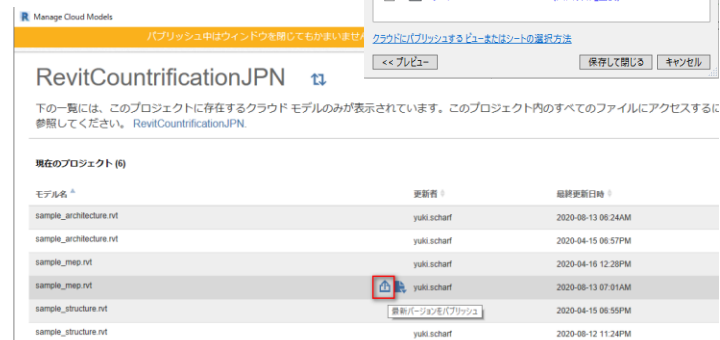 Manage Cloud Models
パブリッシュ中はウィンドウを閉じてもかまいませ
クラウドにパブリッシュするビューまたはシートの選択方法
<< プレビュー
保存して閉じる
キャンセル
RevitCountrificationJPN
下の一覧には、このプロジェクトに存在するクラウド モデルのみが表示されています。このプロジェクト内のすべてのファイルにアクセスするに
参照してください。 RevitCountrificationJPN.
現在のプロジェクト (6)
モデル名 更新者 最終更新日時
sample_architecture.rvt yuki.scharf 2020-08-13 06:24AM
sample_architecture.rvt yuki.scharf 2020-04-15 06:57PM
sample_mep.rvt yuki.scharf 2020-04-16 12:28PM
sample_mep.rvt yuki.scharf 2020-08-13 07:01AM
最新バージョンをパブリッシュ
sample_structure.rvt 2020-04-15 06:55PM
sample_structure.rvt yuki.scharf 2020-08-12 11:24PM